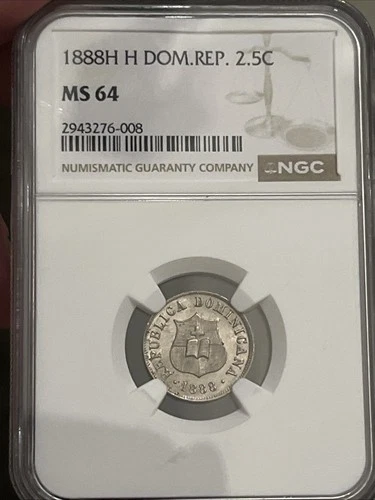 1888H H DOM.REP. 2.5C
MS 64
2943276-008
NUMISMATIC GUARANTY COMPANY NGC
REPUBLICA DOMINICANA
·1888·